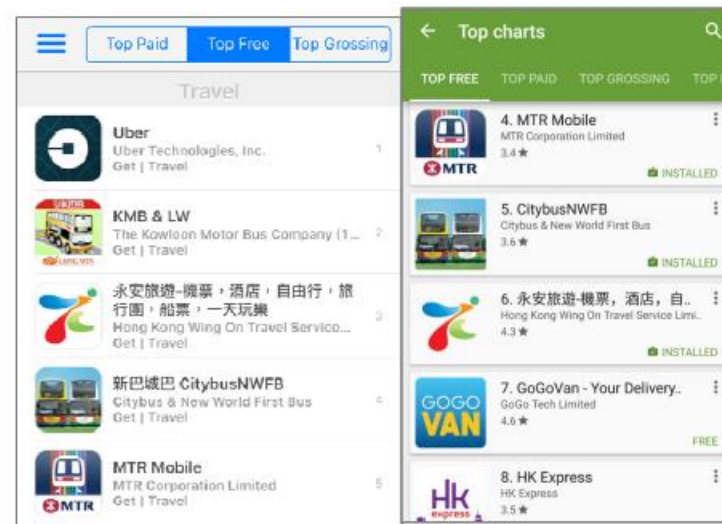 Top Paid
Top Free
Top Grossing
Travel
Uber
Uber Technologies, Inc.
Get | Travel
1
KMB & LW
The Kowloon Motor Bus Company (1...
Get | Travel
2
永安旅遊-機票，酒店，自由行，旅
行團，船票，一天玩樂
Hong Kong Wing On Travel Service...
Get | Travel
3
新巴城巴 CitybusNWFB
Citybus & New World First Bus
Get | Travel
4
MTR
MTR Mobile
MTR Corporation Limited
Get | Travel
5
Top charts
TOP FREE
TOP PAID
TOP GROSSING
TOP
MTR
4. MTR Mobile
MTR Corporation Limited
3.4★
INSTALLED
5. CitybusNWFB
Citybus & New World First Bus
3.6★
INSTALLED
6. 永安旅遊-機票，酒店，自..
Hong Kong Wing On Travel Service Limi..
4.3★
INSTALLED
GOGO
VAN
7. GoGoVan - Your Delivery..
GoGo Tech Limited
4.6★
FREE
hk
express
8. HK Express
HK Express
3.5★